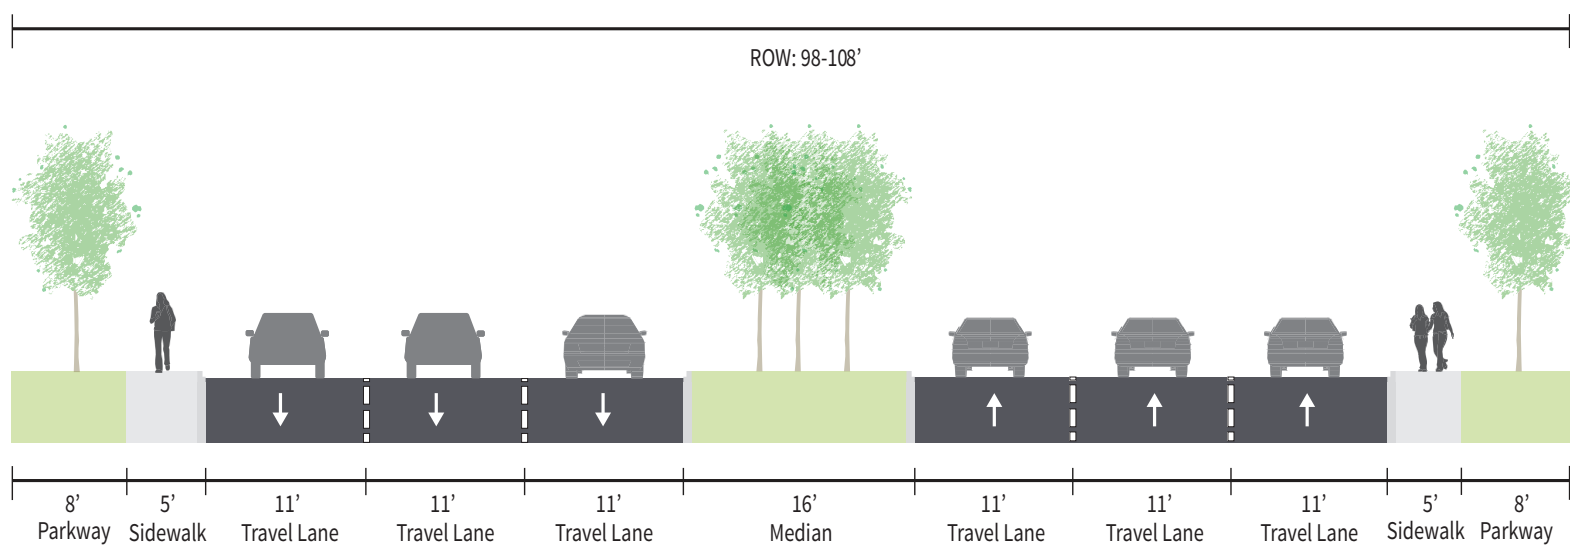 ROW: 98-108’
8’
Parkway
5’
Sidewalk
11’
Travel Lane
11’
Travel Lane
11’
Travel Lane
16’
Median
11’
Travel Lane
11’
Travel Lane
11’
Travel Lane
5’
Sidewalk
8’
Parkway